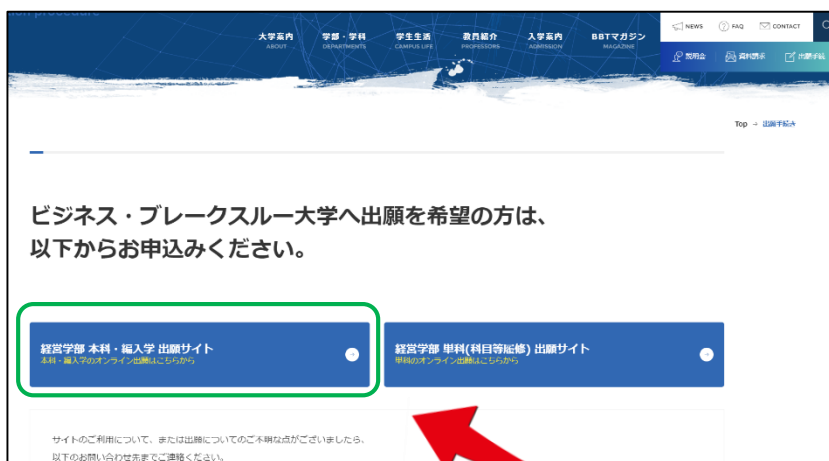 ion procedure
大学案内 学部・学科 学生生活 教員紹介 入学案内 BBTマガジン
ABOUT DEPARTMENTS CAMPUS LIFE PROFESSORS ADMISSION MAGAZINE
NEWS FAQ CONTACT
説明会 資料請求 出願手続
Top → 出願手続き
ビジネス・ブレークスルー大学へ出願を希望の方は、
以下からお申込みください。
経営学部 本科・編入学 出願サイト
本科・編入学のオンライン出願はこちらから
経営学部 単科(科目等履修) 出願サイト
単科のオンライン出願はこちらから
サイトのご利用について、または出願についてのご不明な点がございましたら、
以下のお問い合わせ先までご連絡ください。